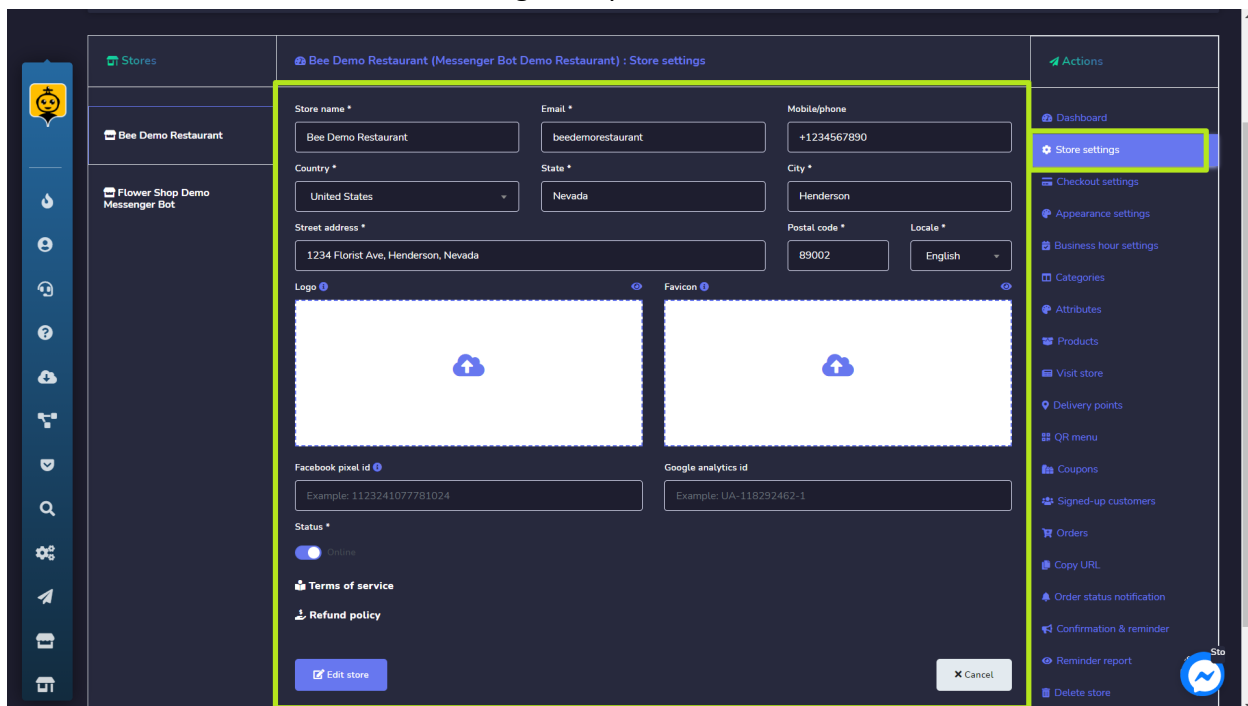 Stores
Bee Demo Restaurant (Messenger Bot Demo Restaurant) : Store settings
Actions
Bee Demo Restaurant
Flower Shop Demo
Messenger Bot
Store name *
Email *
Mobile/phone
Bee Demo Restaurant
beedemorestaurant
+1234567890
Country *
State *
City *
United States
Nevada
Henderson
Street address *
Postal code *
Locale *
1234 Florist Ave, Henderson, Nevada
89002
English
Logo
Favicon
Facebook pixel id
Google analytics id
Example: 1123241077781024
Example: UA-118292462-1
Status *
Online
Terms of service
Refund policy
Edit store
Cancel
Dashboard
Store settings
Checkout settings
Appearance settings
Business hour settings
Categories
Attributes
Products
Visit store
Delivery points
QR menu
Coupons
Signed-up customers
Orders
Copy URL
Order status notification
Confirmation & reminder
Reminder report
Delete store
Sto